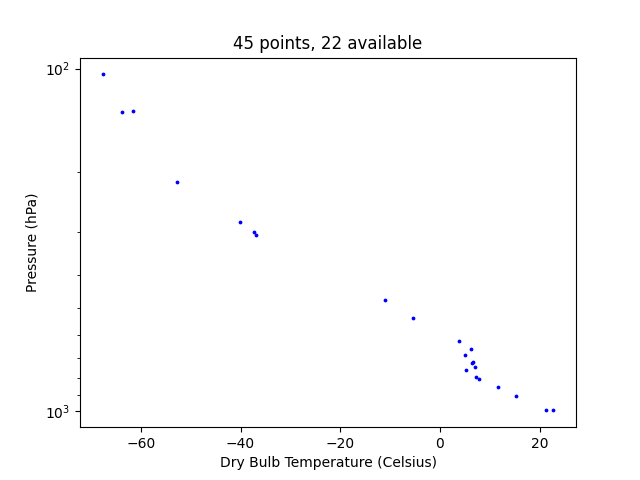 45 points, 22 available
10²
10³
Pressure (hPa)
−60
−40
−20
0
20
Dry Bulb Temperature (Celsius)